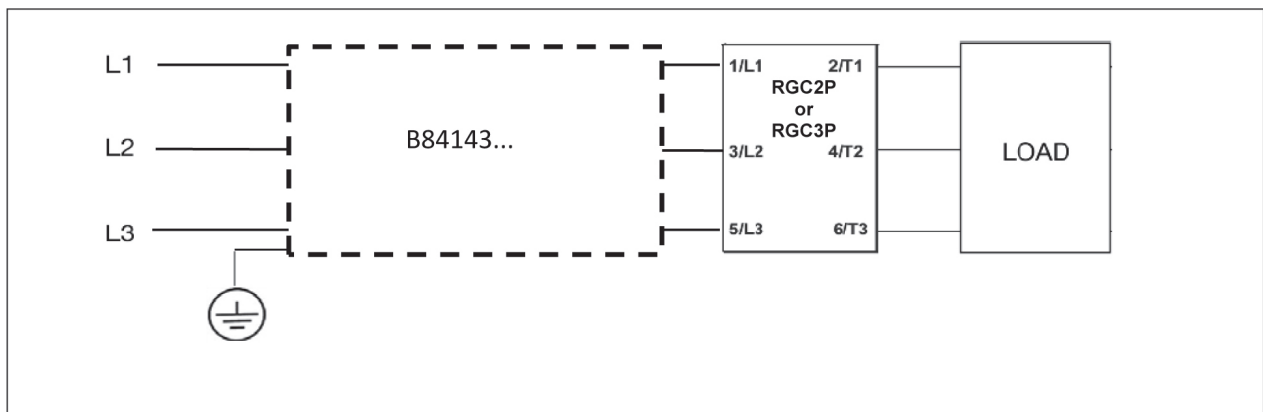 L1
L2
L3
B84143...
1/L1 2/T1
RGC2P
or
RGC3P
3/L2 4/T2
5/L3 6/T3
LOAD